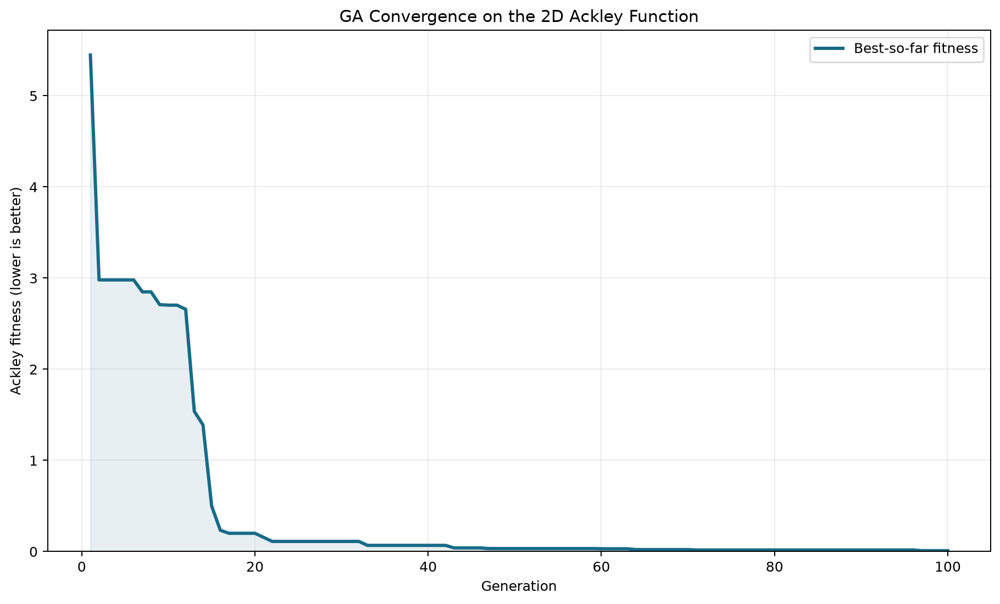 GA Convergence on the 2D Ackley Function
Best-so-far fitness
Ackley fitness (lower is better)
5
4
3
2
1
0
0 20 40 60 80 100
Generation